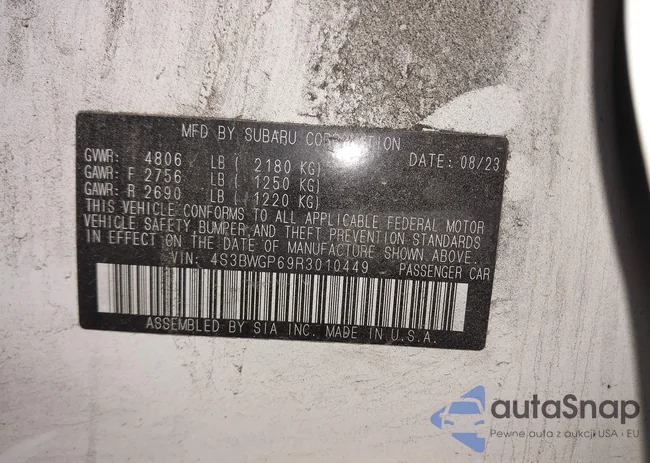 MFD BY SUBARU CORPORATION
DATE: 08/23
GVWR: 4806 LB ( 2180 KG)
GAWR: F 2756 LB ( 1250 KG)
GAWR: R 2690 LB ( 1220 KG)
THIS VEHICLE CONFORMS TO ALL APPLICABLE FEDERAL MOTOR
VEHICLE SAFETY, BUMPER, AND THEFT PREVENTION STANDARDS
IN EFFECT ON THE DATE OF MANUFACTURE SHOWN ABOVE.
VIN: 4S3BWGP69R3010449 PASSENGER CAR
ASSEMBLED BY SIA INC. MADE IN U.S.A.
autaSnap
Pewne auta z aukcji USA i EU